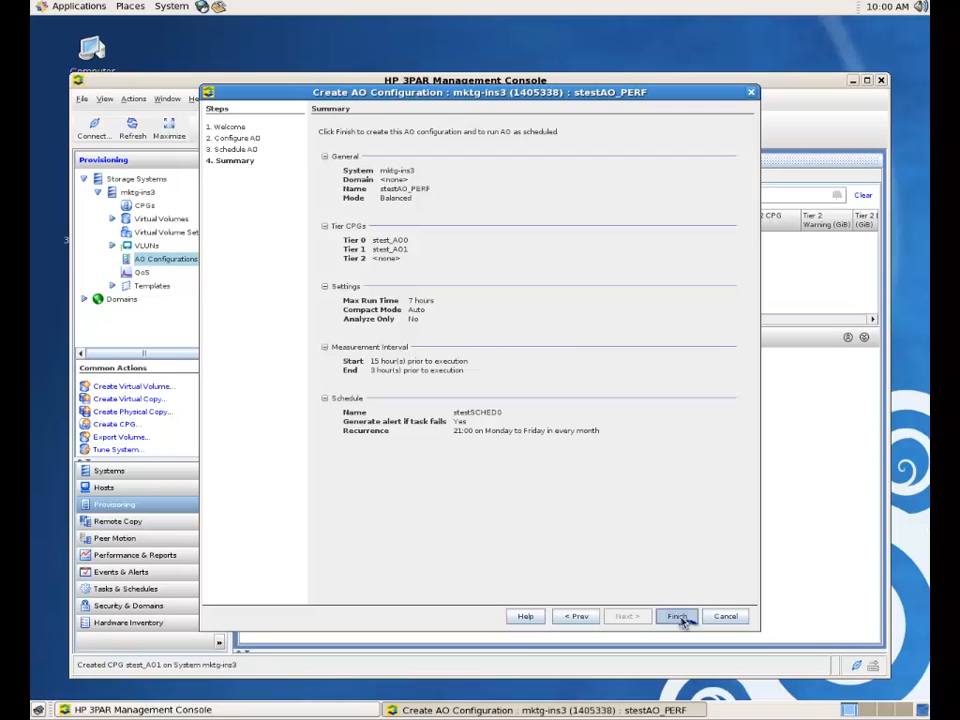 Applications Places System
10:00 AM
Computer
HP 3PAR Management Console
File View Actions Window
Connect... Refresh Maximize
Provisioning
Storage Systems
mktg-ins3
CPGs
Virtual Volumes
Virtual Volume Set
VLUNs
AO Configurations
QoS
Templates
Domains
Common Actions
Create Virtual Volume...
Create Virtual Copy...
Create Physical Copy...
Create CPG...
Export Volume...
Tune System...
Systems
Hosts
Provisioning
Remote Copy
Peer Motion
Performance & Reports
Events & Alerts
Tasks & Schedules
Security & Domains
Hardware Inventory
Created CPG stest_A01 on System mktg-ins3
Create AO Configuration : mktg-ins3 (1405338) : stestAO_PERF
Steps
1. Welcome
2. Configure AO
3. Schedule AO
4. Summary
Summary
Click Finish to create this AO configuration and to run AO as scheduled.
General
System mktg-ins3
Domain <none>
Name stestAO_PERF
Mode Balanced
Tier CPGs
Tier 0 stest_A00
Tier 1 stest_A01
Tier 2 <none>
Settings
Max Run Time 7 hours
Compact Mode Auto
Analyze Only No
Measurement Interval
Start 15 hour(s) prior to execution
End 3 hour(s) prior to execution
Schedule
Name stestSCHED0
Generate alert if task fails Yes
Recurrence 21:00 on Monday to Friday in every month
Help < Prev Next > Finish Cancel
Clear
2 CPG
Tier 2
Warning (GiB)
Tier 2
(GiB)
HP 3PAR Management Console
Create AO Configuration : mktg-ins3 (1405338) : stestAO_PERF